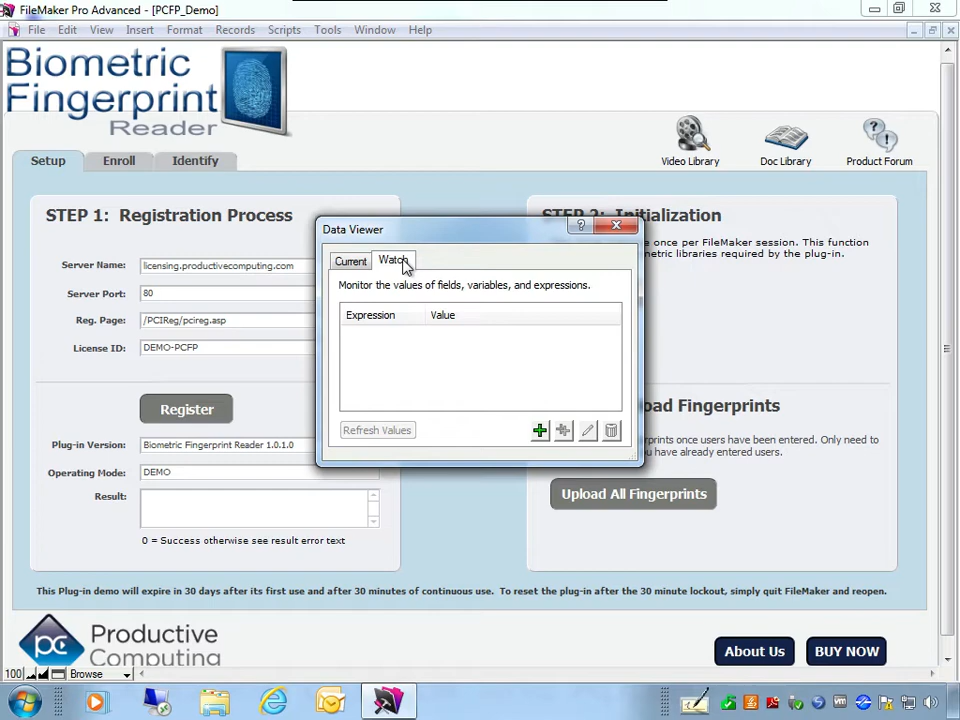 FileMaker Pro Advanced - [PCFP_Demo]
File Edit View Insert Format Records Scripts Tools Window Help
Biometric
Fingerprint
Reader
Video Library Doc Library Product Forum
Setup Enroll Identify
STEP 1: Registration Process
Server Name: licensing.productivecomputing.com
Server Port: 80
Reg. Page: /PCIReg/pcireg.asp
License ID: DEMO-PCFP
Register
Plug-in Version: Biometric Fingerprint Reader 1.0.1.0
Operating Mode: DEMO
Result:
0 = Success otherwise see result error text
STEP 2: Initialization
e once per FileMaker session. This function
metric libraries required by the plug-in.
oad Fingerprints
rprints once users have been entered. Only need to
ou have already entered users.
Upload All Fingerprints
Data Viewer
?
Current Watch
Monitor the values of fields, variables, and expressions.
Expression Value
Refresh Values
This Plug-in demo will expire in 30 days after its first use and after 30 minutes of continuous use. To reset the plug-in after the 30 minute lockout, simply quit FileMaker and reopen.
pc Productive
Computing
About Us BUY NOW
100 Browse